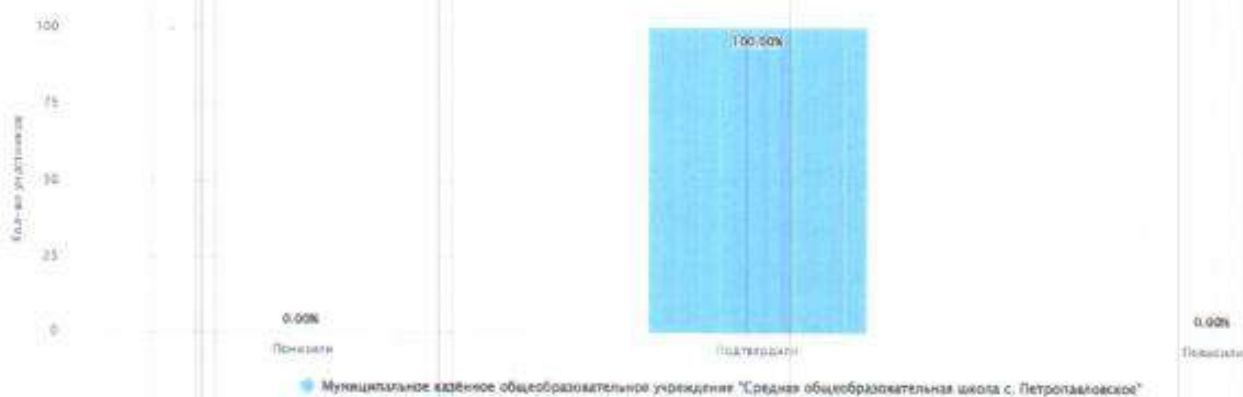 100
100.00%
75
Кол-во участников
50
25
0.00%
0.00%
0
Понизили
Подтвердили
Повысили
Муниципальное казённое общеобразовательное учреждение "Средняя общеобразовательная школа с. Петропавловское"